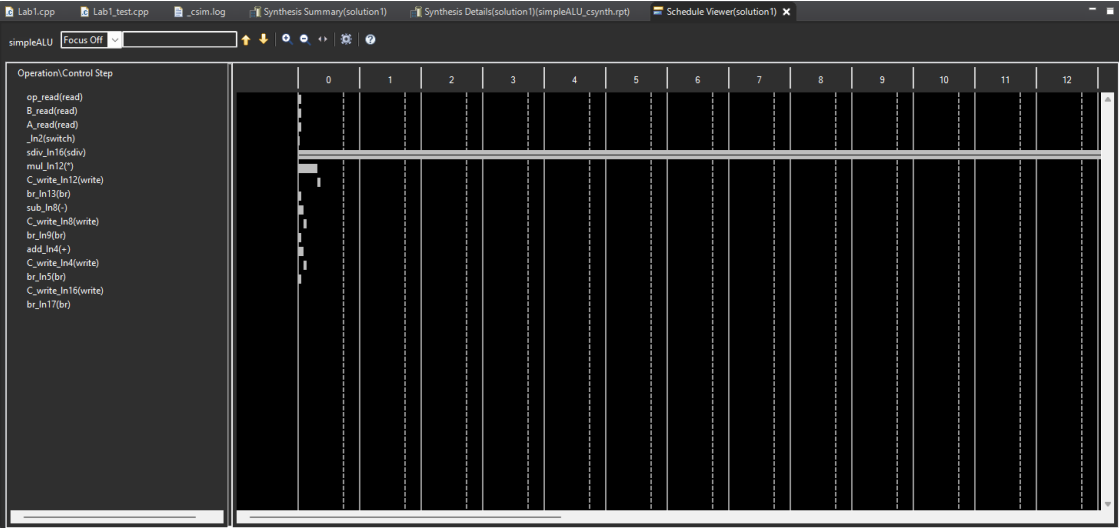 Lab1.cpp Lab1_test.cpp _csim.log Synthesis Summary(solution1) Synthesis Details(solution1)(simpleALU_csynth.rpt) Schedule Viewer(solution1)
simpleALU Focus Off
Operation\Control Step 0 1 2 3 4 5 6 7 8 9 10 11 12
op_read(read)
B_read(read)
A_read(read)
_ln2(switch)
sdiv_ln16(sdiv)
mul_ln12(*)
C_write_ln12(write)
br_ln13(br)
sub_ln8(-)
C_write_ln8(write)
br_ln9(br)
add_ln4(+)
C_write_ln4(write)
br_ln5(br)
C_write_ln16(write)
br_ln17(br)